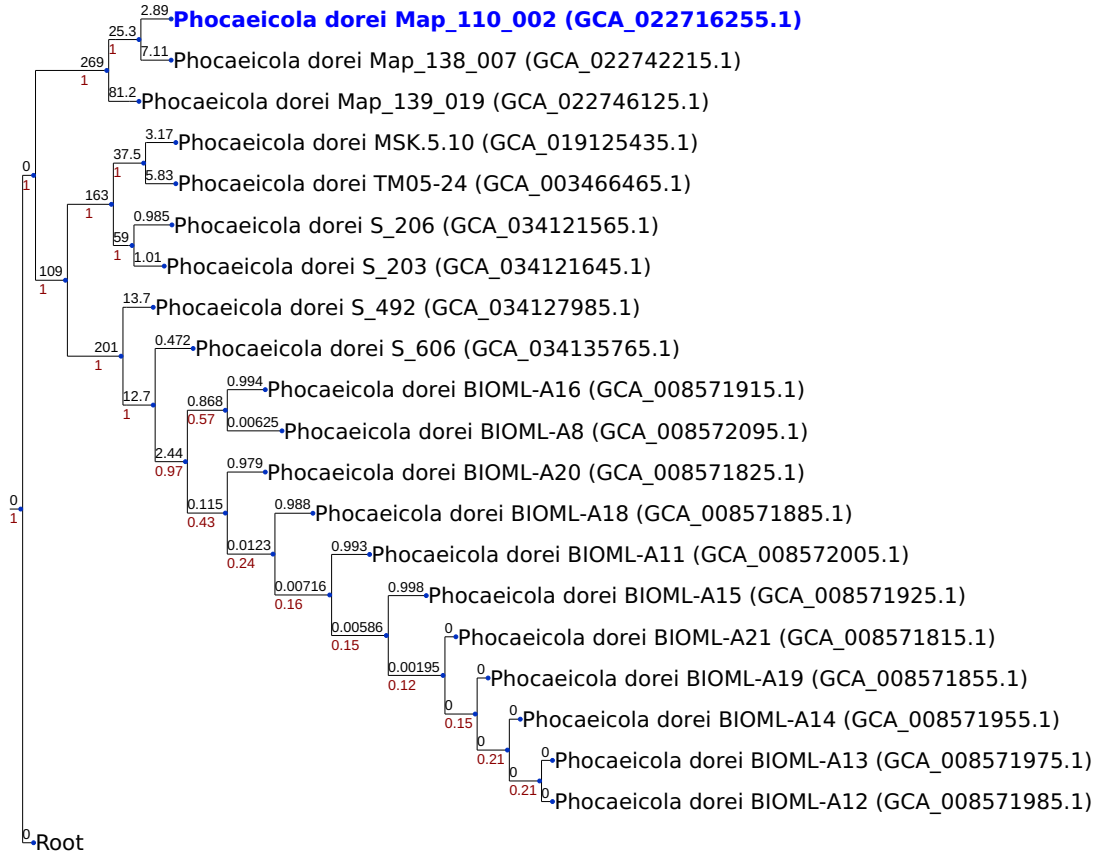 2.89
Phocaeicola dorei Map_110_002 (GCA_022716255.1)
25.3
1
7.11
Phocaeicola dorei Map_138_007 (GCA_022742215.1)
269
1
81.2
Phocaeicola dorei Map_139_019 (GCA_022746125.1)
3.17
Phocaeicola dorei MSK.5.10 (GCA_019125435.1)
37.5
1
0
1
5.83
Phocaeicola dorei TM05-24 (GCA_003466465.1)
163
1
0.985
Phocaeicola dorei S_206 (GCA_034121565.1)
59
1
1.01
Phocaeicola dorei S_203 (GCA_034121645.1)
109
1
13.7
Phocaeicola dorei S_492 (GCA_034127985.1)
201
1
0.472
Phocaeicola dorei S_606 (GCA_034135765.1)
12.7
1
0.994
Phocaeicola dorei BIOML-A16 (GCA_008571915.1)
0.868
0.57
0.00625
Phocaeicola dorei BIOML-A8 (GCA_008572095.1)
2.44
0.97
0.979
Phocaeicola dorei BIOML-A20 (GCA_008571825.1)
0.115
0.43
0
1
0.988
Phocaeicola dorei BIOML-A18 (GCA_008571885.1)
0.0123
0.24
0.993
Phocaeicola dorei BIOML-A11 (GCA_008572005.1)
0.00716
0.16
0.998
Phocaeicola dorei BIOML-A15 (GCA_008571925.1)
0.00586
0.15
0
Phocaeicola dorei BIOML-A21 (GCA_008571815.1)
0.00195
0.12
0
Phocaeicola dorei BIOML-A19 (GCA_008571855.1)
0
0.15
0
Phocaeicola dorei BIOML-A14 (GCA_008571955.1)
0
0.21
0
Phocaeicola dorei BIOML-A13 (GCA_008571975.1)
0
0.21
0
Phocaeicola dorei BIOML-A12 (GCA_008571985.1)
0
Root